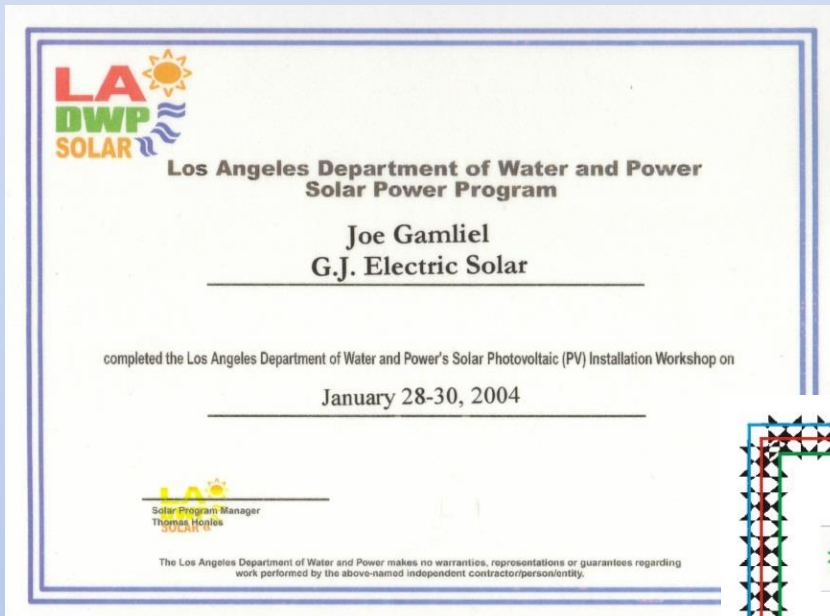 LA
DWP
SOLAR
Los Angeles Department of Water and Power
Solar Power Program
Joe Gamliel
G.J. Electric Solar
completed the Los Angeles Department of Water and Power's Solar Photovoltaic (PV) Installation Workshop on
January 28-30, 2004
LA
DWP
SOLAR
Solar Program Manager
Thomas Honles
The Los Angeles Department of Water and Power makes no warranties, representations or guarantees regarding
work performed by the above-named independent contractor/person/entity.